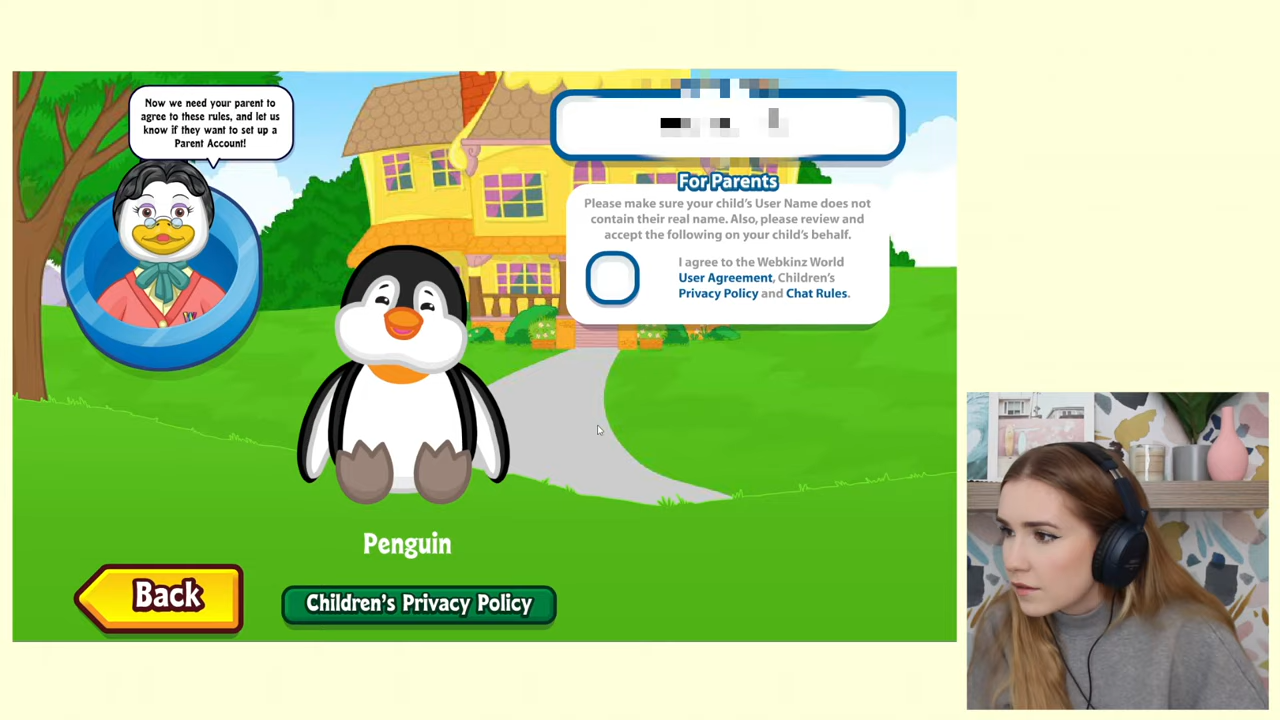 Now we need your parent to
agree to these rules, and let us
know if they want to set up a
Parent Account!
For Parents
Please make sure your child's User Name does not
contain their real name. Also, please review and
accept the following on your child's behalf.
I agree to the Webkinz World
User Agreement, Children's
Privacy Policy and Chat Rules.
Penguin
Back
Children's Privacy Policy